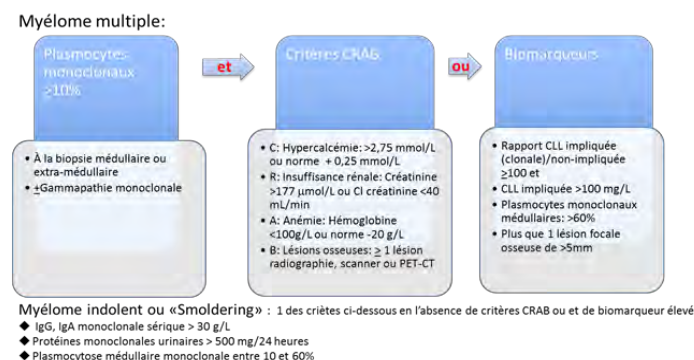 Myélome multiple:
Plasmocytes
monoclonaux
≥10%
et
Critères CRAB
ou
Biomarqueurs
• À la biopsie médullaire ou
extra-médullaire
• ±Gammapathie monoclonale
• C: Hypercalcémie: >2,75 mmol/L
ou norme + 0,25 mmol/L
• R: Insuffisance rénale: Créatinine
>177 µmol/L ou Cl créatinine <40
mL/min
• A: Anémie: Hémoglobine
<100g/L ou norme -20 g/L
• B: Lésions osseuses: ≥ 1 lésion
radiographie, scanner ou PET-CT
• Rapport CLL impliquée
(clonale)/non-impliquée
≥100 et
• CLL impliquée >100 mg/L
• Plasmocytes monoclonaux
médullaires: >60%
• Plus que 1 lésion focale
osseuse de >5mm
Myélome indolent ou «Smoldering» : 1 des criètes ci-dessous en l'absence de critères CRAB ou et de biomarqueur élevé
◆ IgG, IgA monoclonale sérique > 30 g/L
◆ Protéines monoclonales urinaires > 500 mg/24 heures
◆ Plasmocytose médullaire monoclonale entre 10 et 60%